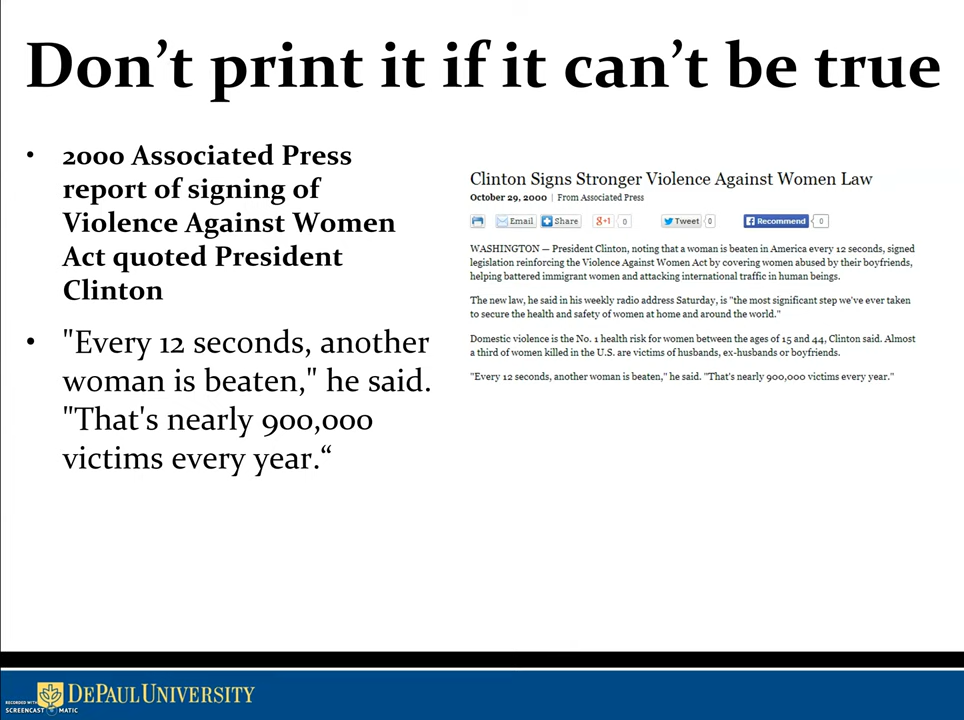 Don’t print it if it can’t be true
• 2000 Associated Press
report of signing of
Violence Against Women
Act quoted President
Clinton
• "Every 12 seconds, another
woman is beaten," he said.
"That's nearly 900,000
victims every year.“
Clinton Signs Stronger Violence Against Women Law
October 29, 2000 | From Associated Press
Email Share g+1 0 Tweet 0 Recommend 0
WASHINGTON — President Clinton, noting that a woman is beaten in America every 12 seconds, signed
legislation reinforcing the Violence Against Women Act by covering women abused by their boyfriends,
helping battered immigrant women and attacking international traffic in human beings.
The new law, he said in his weekly radio address Saturday, is "the most significant step we've ever taken
to secure the health and safety of women at home and around the world."
Domestic violence is the No. 1 health risk for women between the ages of 15 and 44, Clinton said. Almost
a third of women killed in the U.S. are victims of husbands, ex-husbands or boyfriends.
"Every 12 seconds, another woman is beaten," he said. "That's nearly 900,000 victims every year."
DEPAUL UNIVERSITY
RECORDED WITH
SCREENCAST MATIC